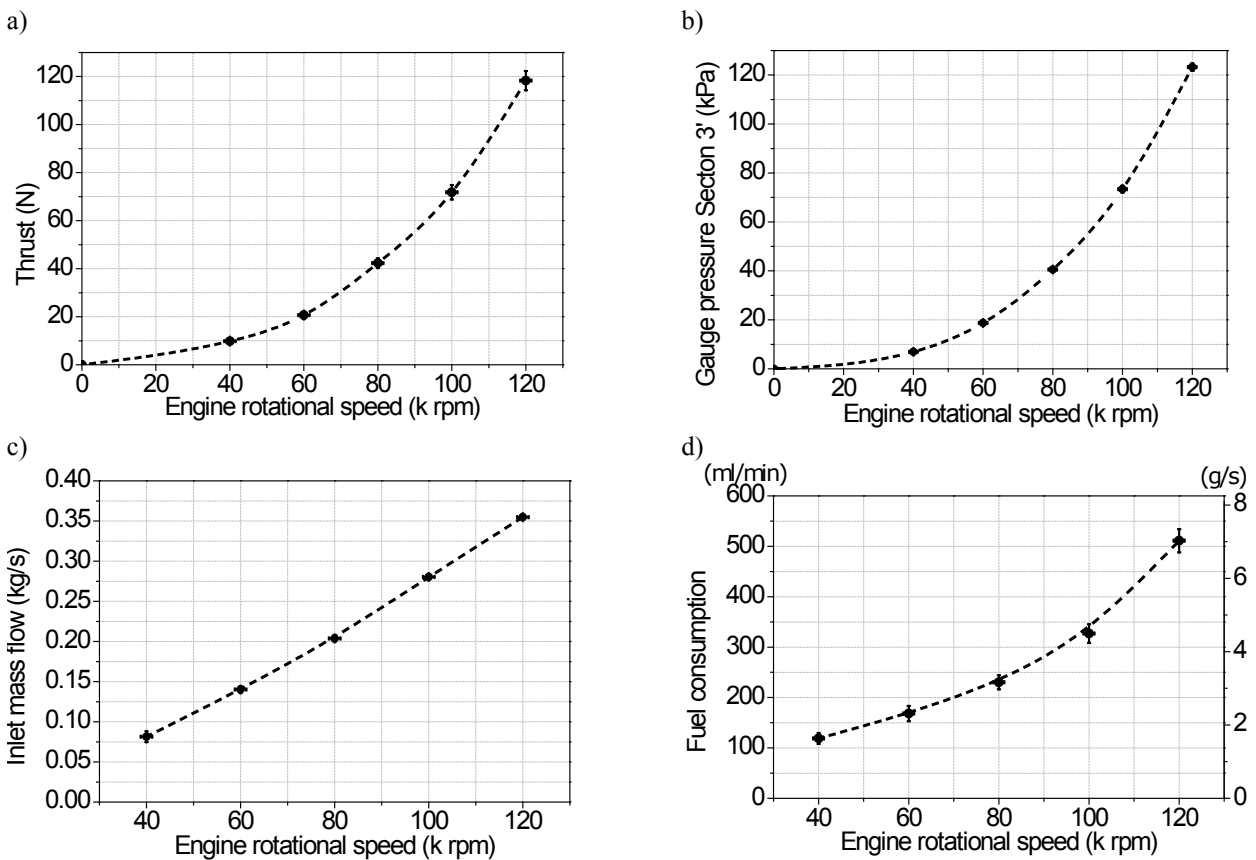 a)
120
100
80
60
40
20
0
Thrust (N)
0 20 40 60 80 100 120
Engine rotational speed (k rpm)
b)
120
100
80
60
40
20
0
Gauge pressure Secton 3' (kPa)
0 20 40 60 80 100 120
Engine rotational speed (k rpm)
c)
0.40
0.35
0.30
0.25
0.20
0.15
0.10
0.05
0.00
Inlet mass flow (kg/s)
40 60 80 100 120
Engine rotational speed (k rpm)
d)
(ml/min)
(g/s)
600
500
400
300
200
100
0
Fuel consumption
8
6
4
2
0
40 60 80 100 120
Engine rotational speed (k rpm)